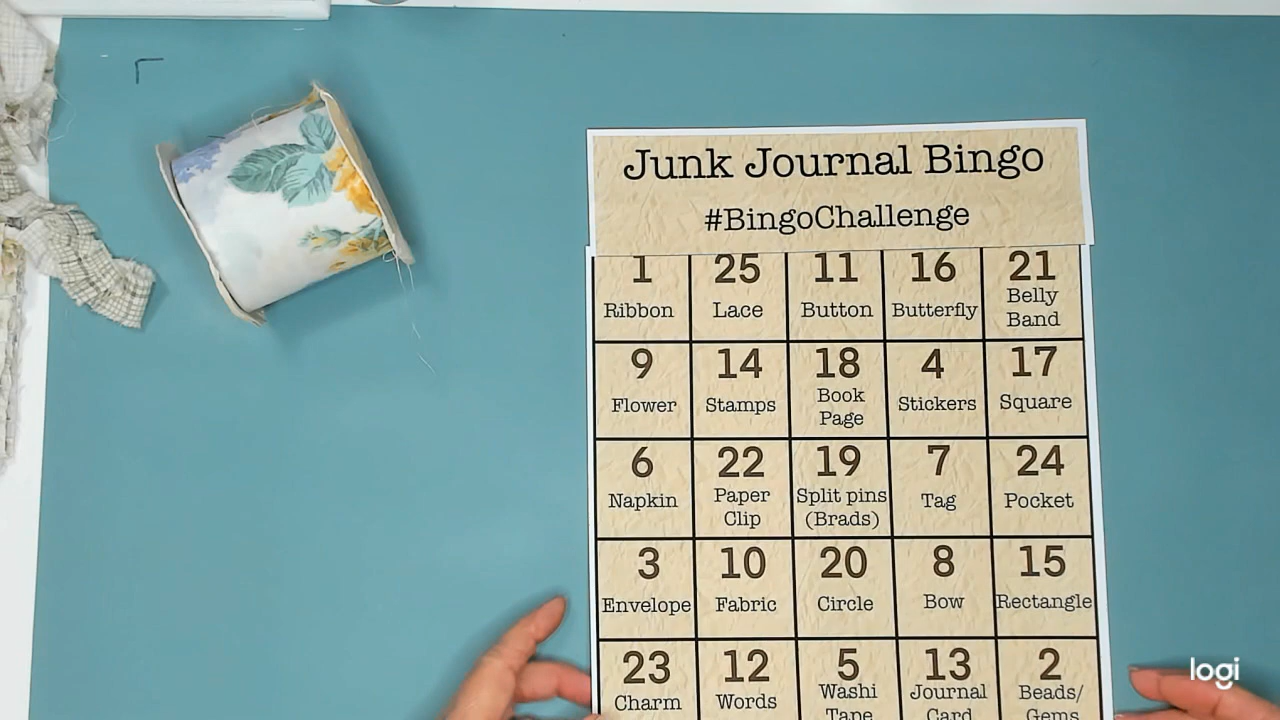 Junk Journal Bingo
#BingoChallenge
1 25 11 16 21
Ribbon Lace Button Butterfly Belly Band
9 14 18 4 17
Flower Stamps Book Page Stickers Square
6 22 19 7 24
Napkin Paper Clip Split pins (Brads) Tag Pocket
3 10 20 8 15
Envelope Fabric Circle Bow Rectangle
23 12 5 13 2
Charm Words Washi Tape Journal Card Beads/ Gems
logi